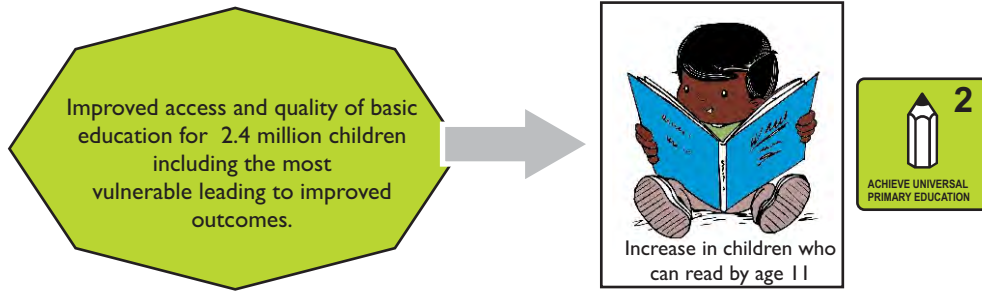 Improved access and quality of basic
education for 2.4 million children
including the most
vulnerable leading to improved
outcomes.
Increase in children who
can read by age 11
2
ACHIEVE UNIVERSAL
PRIMARY EDUCATION